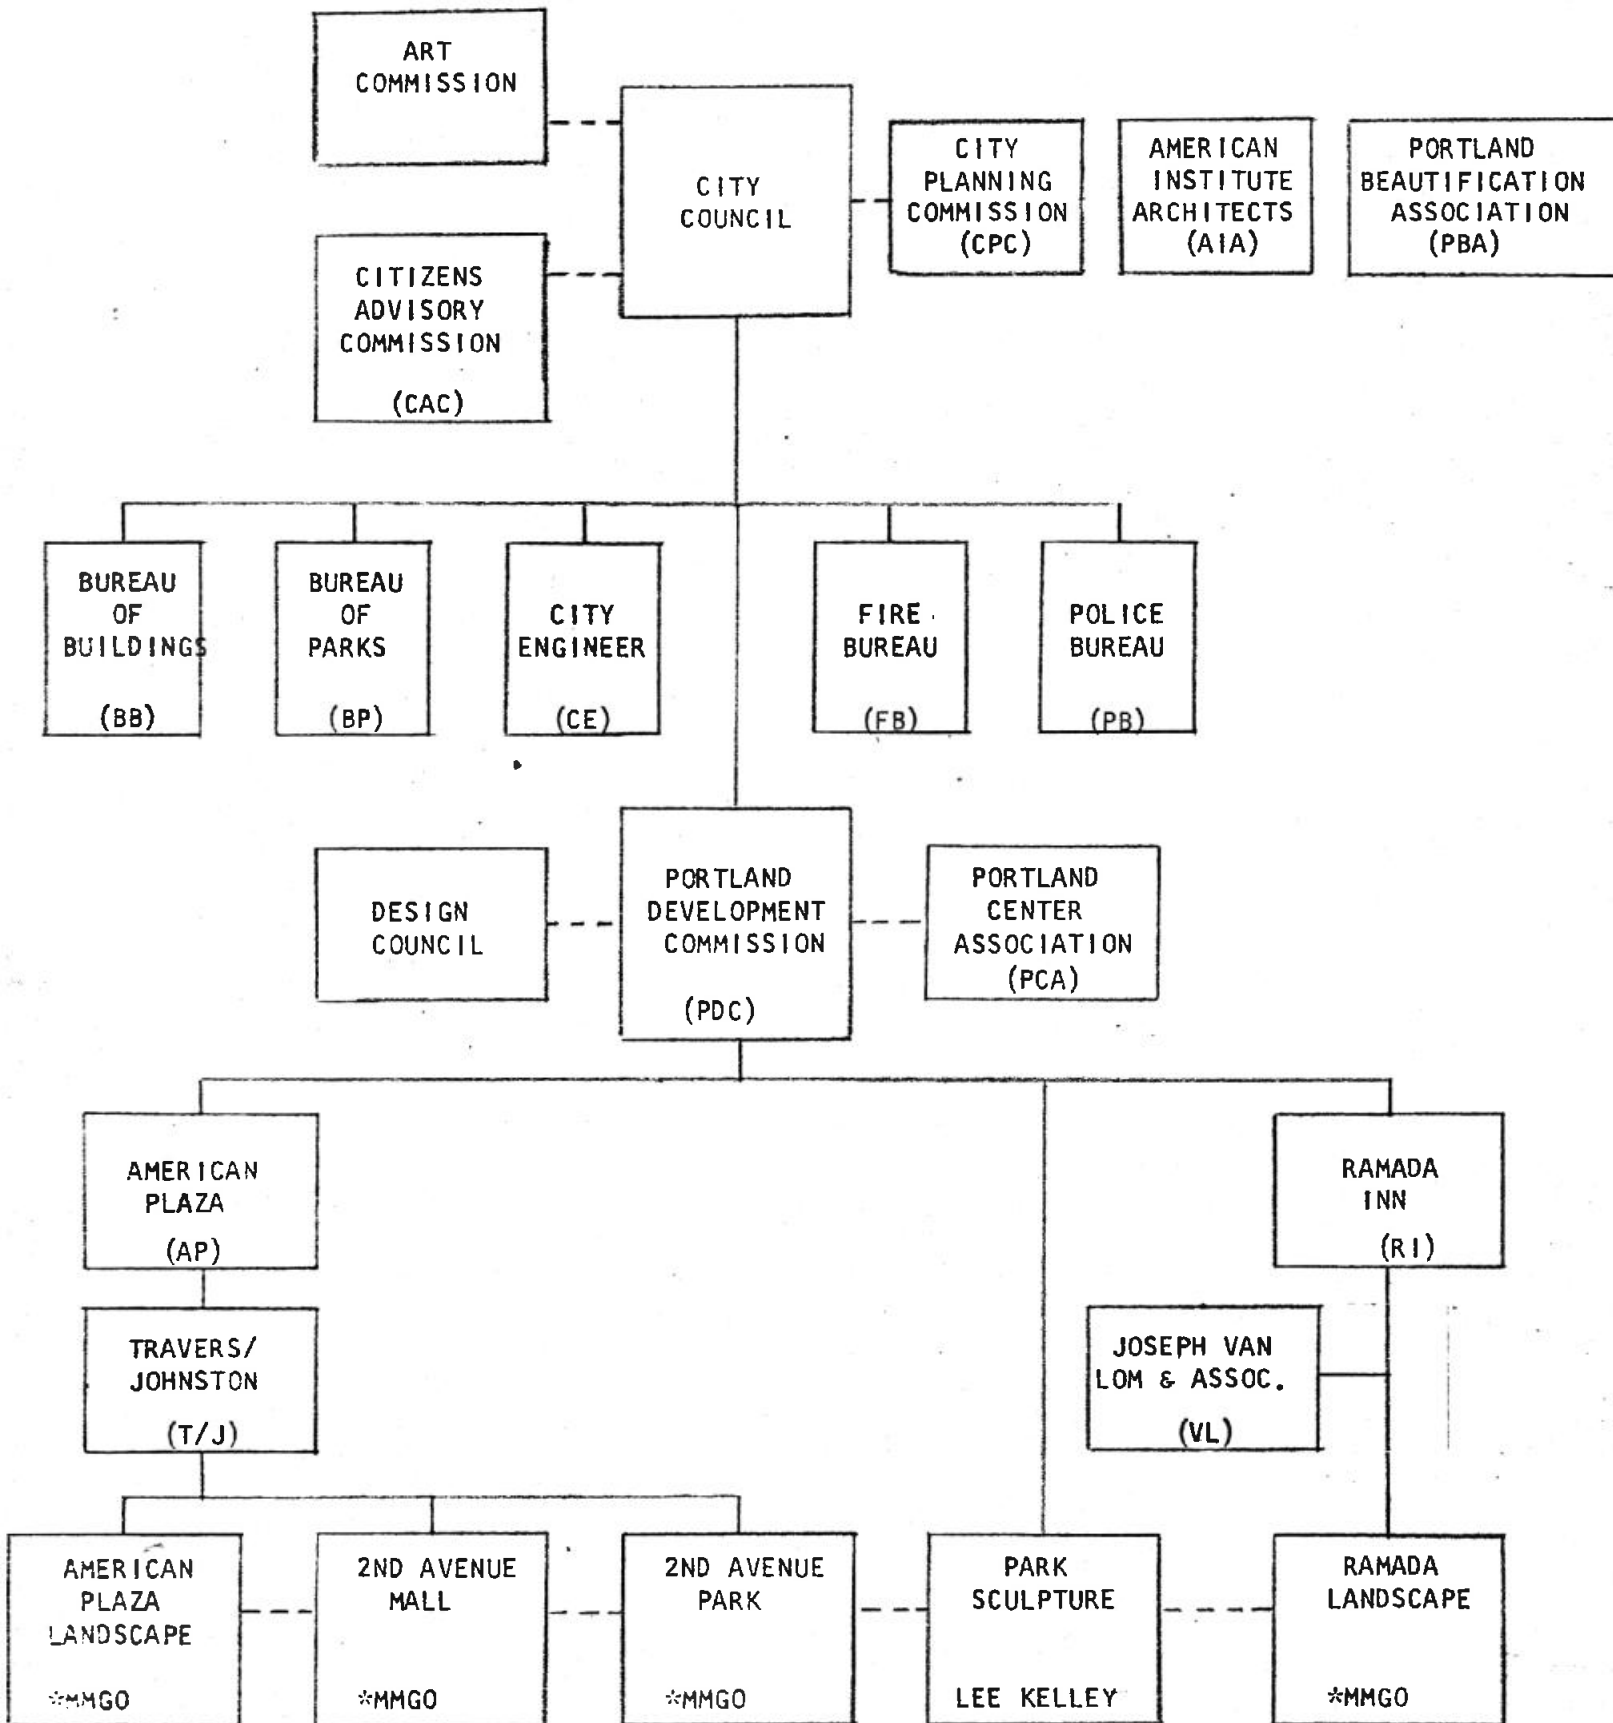 ART
COMMISSION
CITY
COUNCIL
CITY
PLANNING
COMMISSION
(CPC)
AMERICAN
INSTITUTE
ARCHITECTS
(AIA)
PORTLAND
BEAUTIFICATION
ASSOCIATION
(PBA)
CITIZENS
ADVISORY
COMMISSION
(CAC)
BUREAU
OF
BUILDINGS
(BB)
BUREAU
OF
PARKS
(BP)
CITY
ENGINEER
(CE)
FIRE
BUREAU
(FB)
POLICE
BUREAU
(PB)
DESIGN
COUNCIL
PORTLAND
DEVELOPMENT
COMMISSION
(PDC)
PORTLAND
CENTER
ASSOCIATION
(PCA)
AMERICAN
PLAZA
(AP)
RAMADA
INN
(RI)
TRAVERS/
JOHNSTON
(T/J)
JOSEPH VAN
LOM & ASSOC.
(VL)
AMERICAN
PLAZA
LANDSCAPE
*MMGO
2ND AVENUE
MALL
*MMGO
2ND AVENUE
PARK
*MMGO
PARK
SCULPTURE
LEE KELLEY
RAMADA
LANDSCAPE
*MMGO